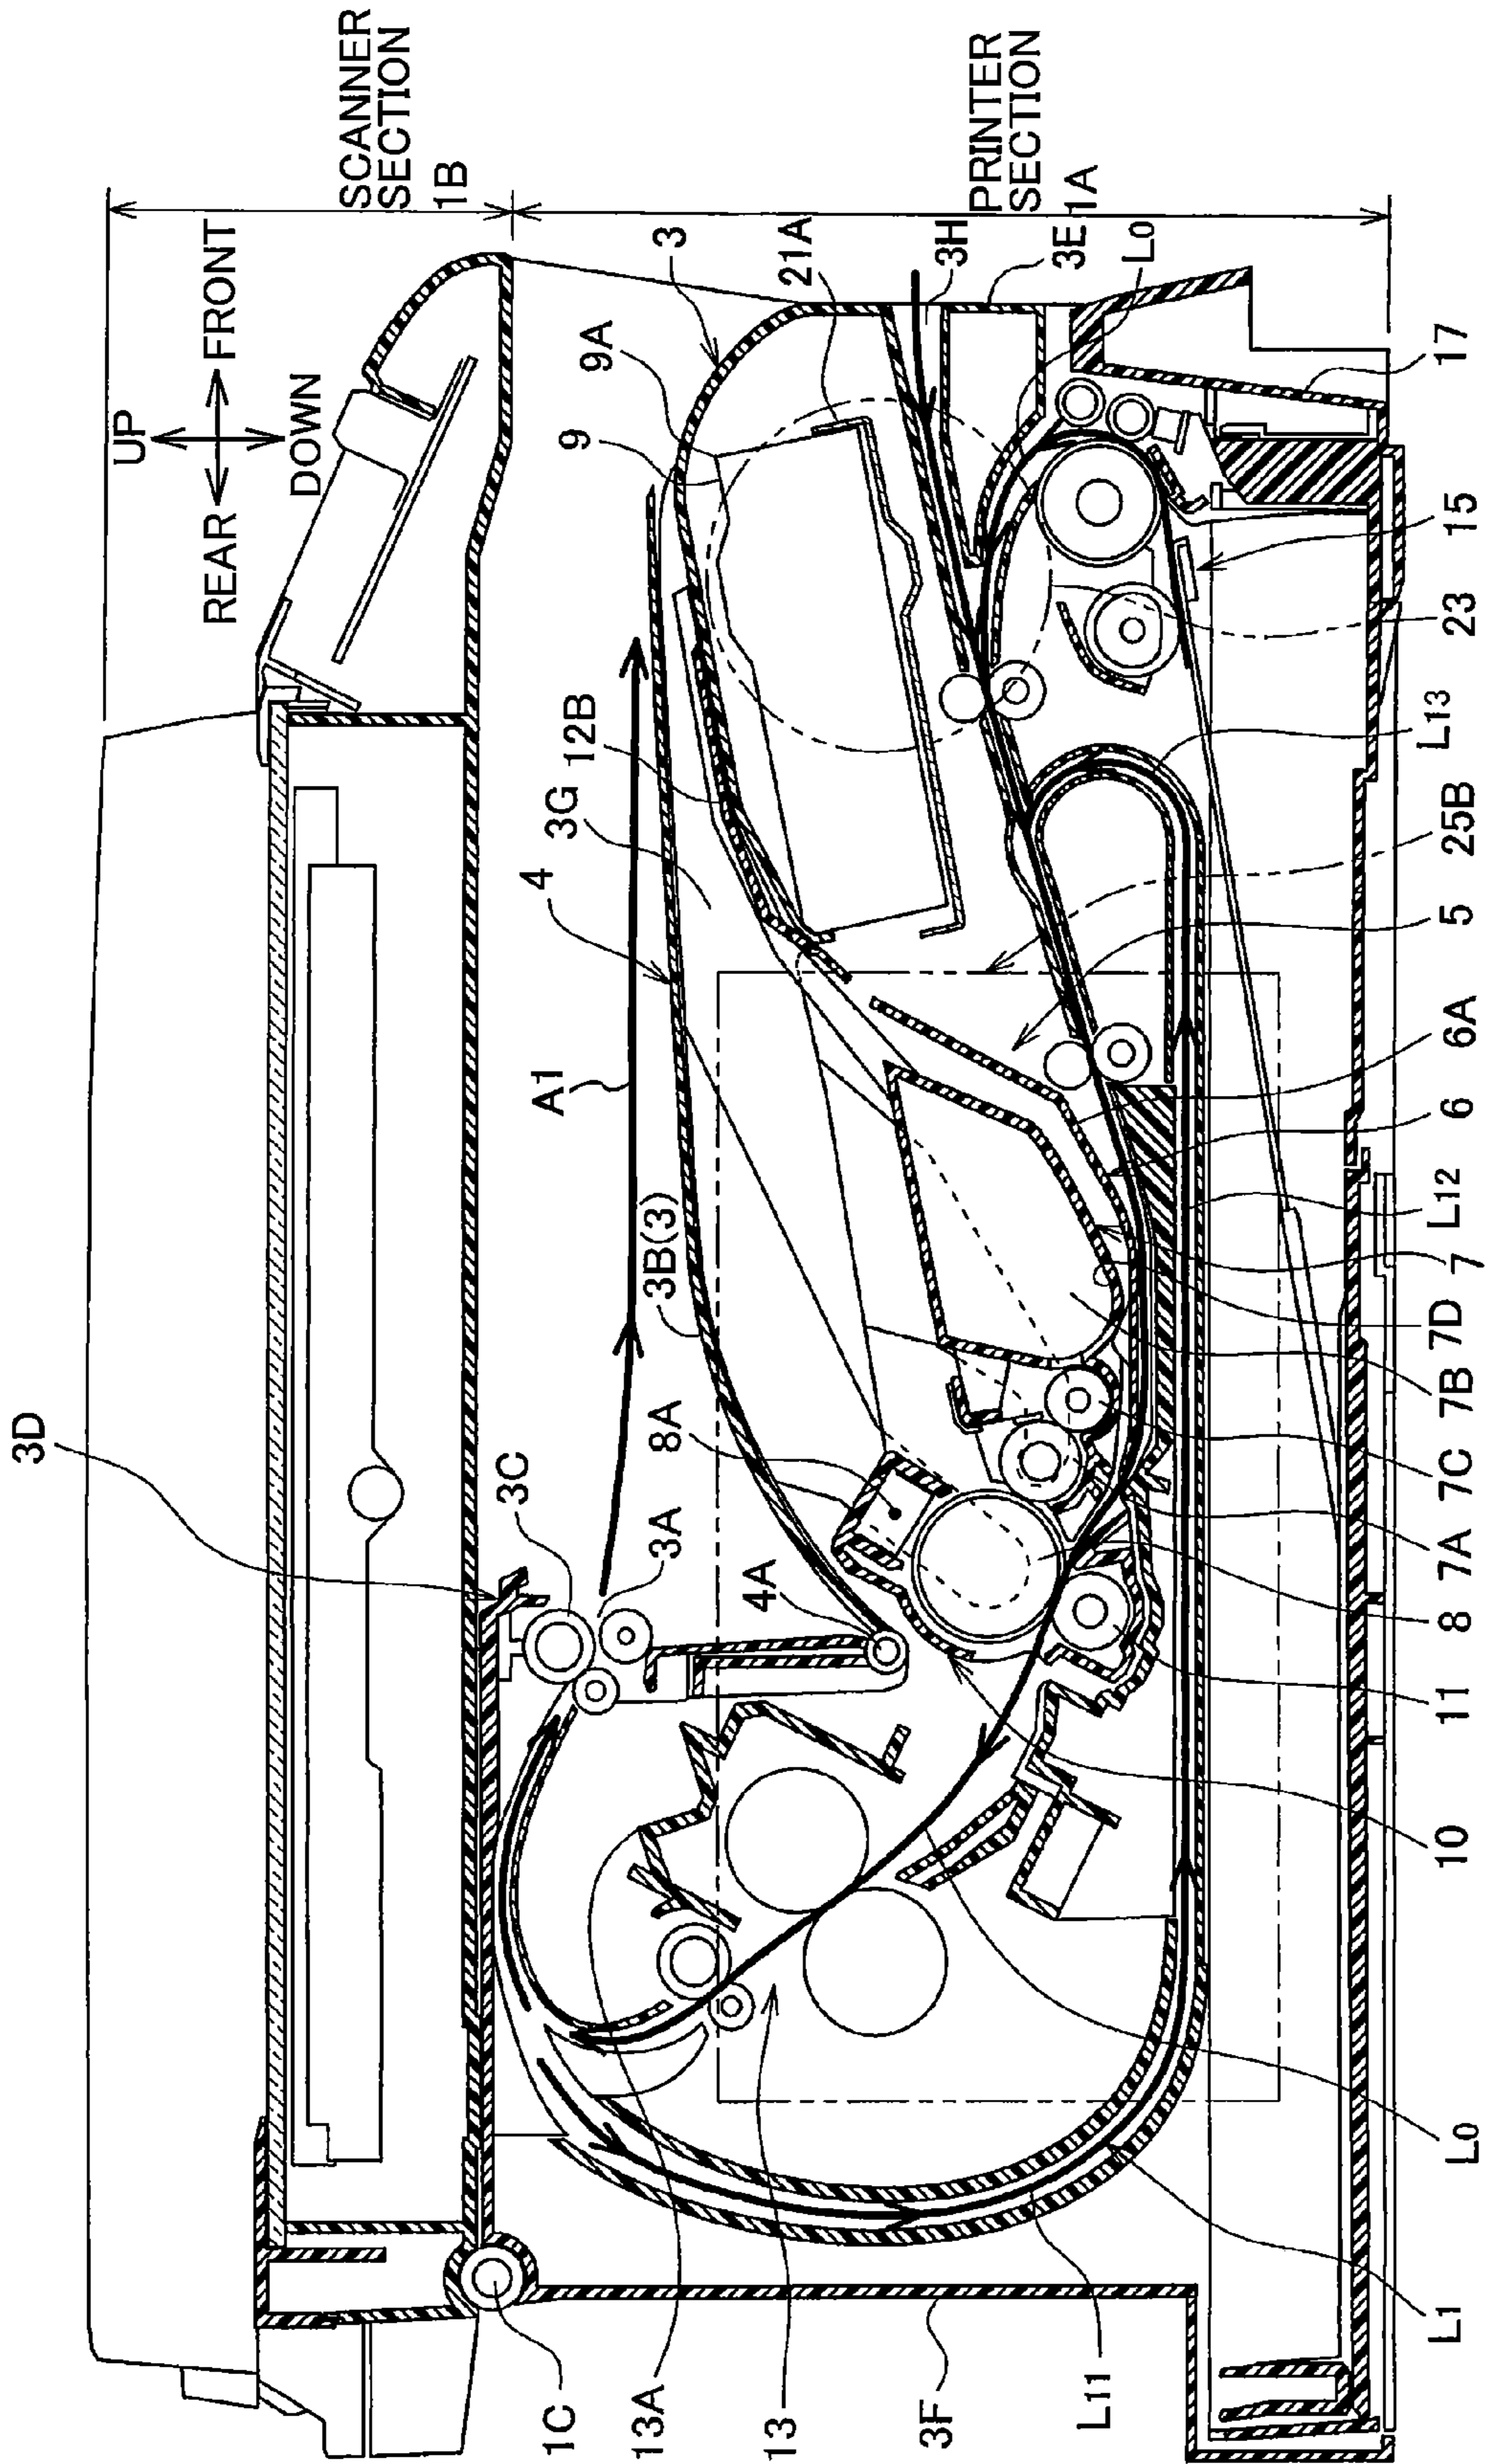 UP
REAR
FRONT
DOWN
SCANNER
SECTION
1B
PRINTER
SECTION
1A
3D
3C
3A
4A
8A
3B(3)
A1
4
3G
12B
9
9A
3
21A
3H
3E
L0
1C
13A
13
3F
L11
L1
L0
10
11
8
7A
7C
7B
7D
7
L12
6
6A
5
25B
L13
23
15
17